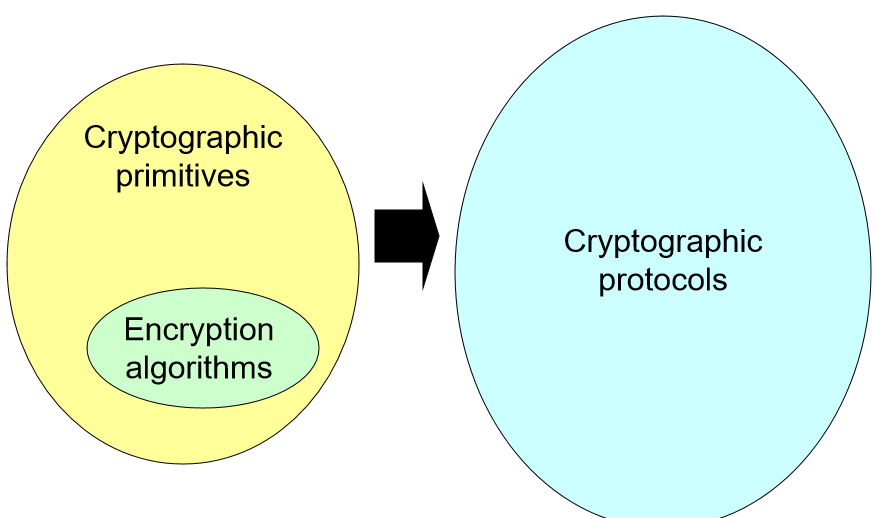 Cryptographic
primitives
Encryption
algorithms
Cryptographic
protocols